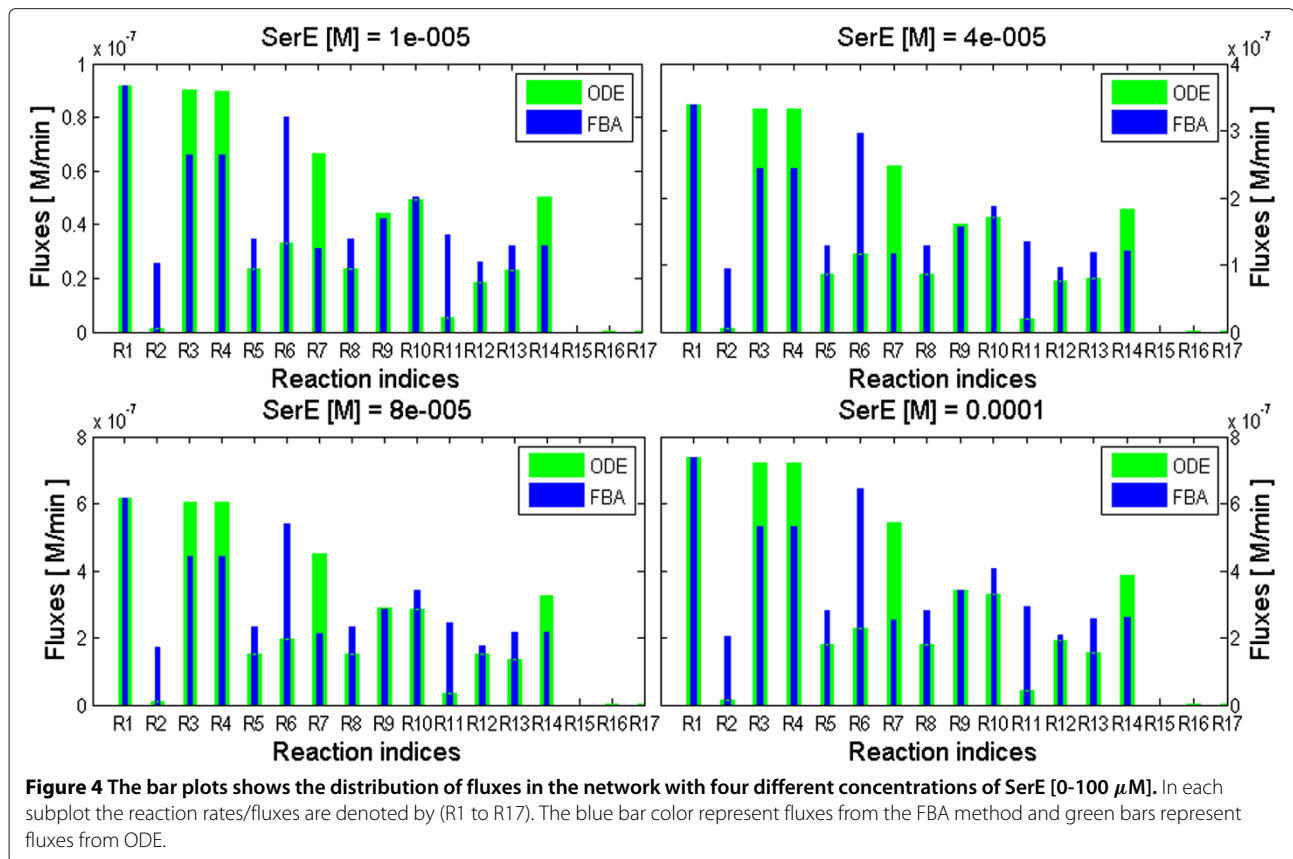 SerE [M] = 1e-005
x 10^-7
Fluxes [ M/min ]
1
0.8
0.6
0.4
0.2
0
ODE
FBA
R1 R2 R3 R4 R5 R6 R7 R8 R9 R10 R11 R12 R13 R14 R15 R16 R17
Reaction indices
SerE [M] = 4e-005
x 10^-7
Fluxes [ M/min ]
4
3
2
1
0
ODE
FBA
R1 R2 R3 R4 R5 R6 R7 R8 R9 R10 R11 R12 R13 R14 R15 R16 R17
Reaction indices
SerE [M] = 8e-005
x 10^-7
Fluxes [ M/min ]
8
6
4
2
0
ODE
FBA
R1 R2 R3 R4 R5 R6 R7 R8 R9 R10 R11 R12 R13 R14 R15 R16 R17
Reaction indices
SerE [M] = 0.0001
x 10^-7
Fluxes [ M/min ]
8
6
4
2
0
ODE
FBA
R1 R2 R3 R4 R5 R6 R7 R8 R9 R10 R11 R12 R13 R14 R15 R16 R17
Reaction indices
Figure 4 The bar plots shows the distribution of fluxes in the network with four different concentrations of SerE [0-100 μM]. In each
subplot the reaction rates/fluxes are denoted by (R1 to R17). The blue bar color represent fluxes from the FBA method and green bars represent
fluxes from ODE.